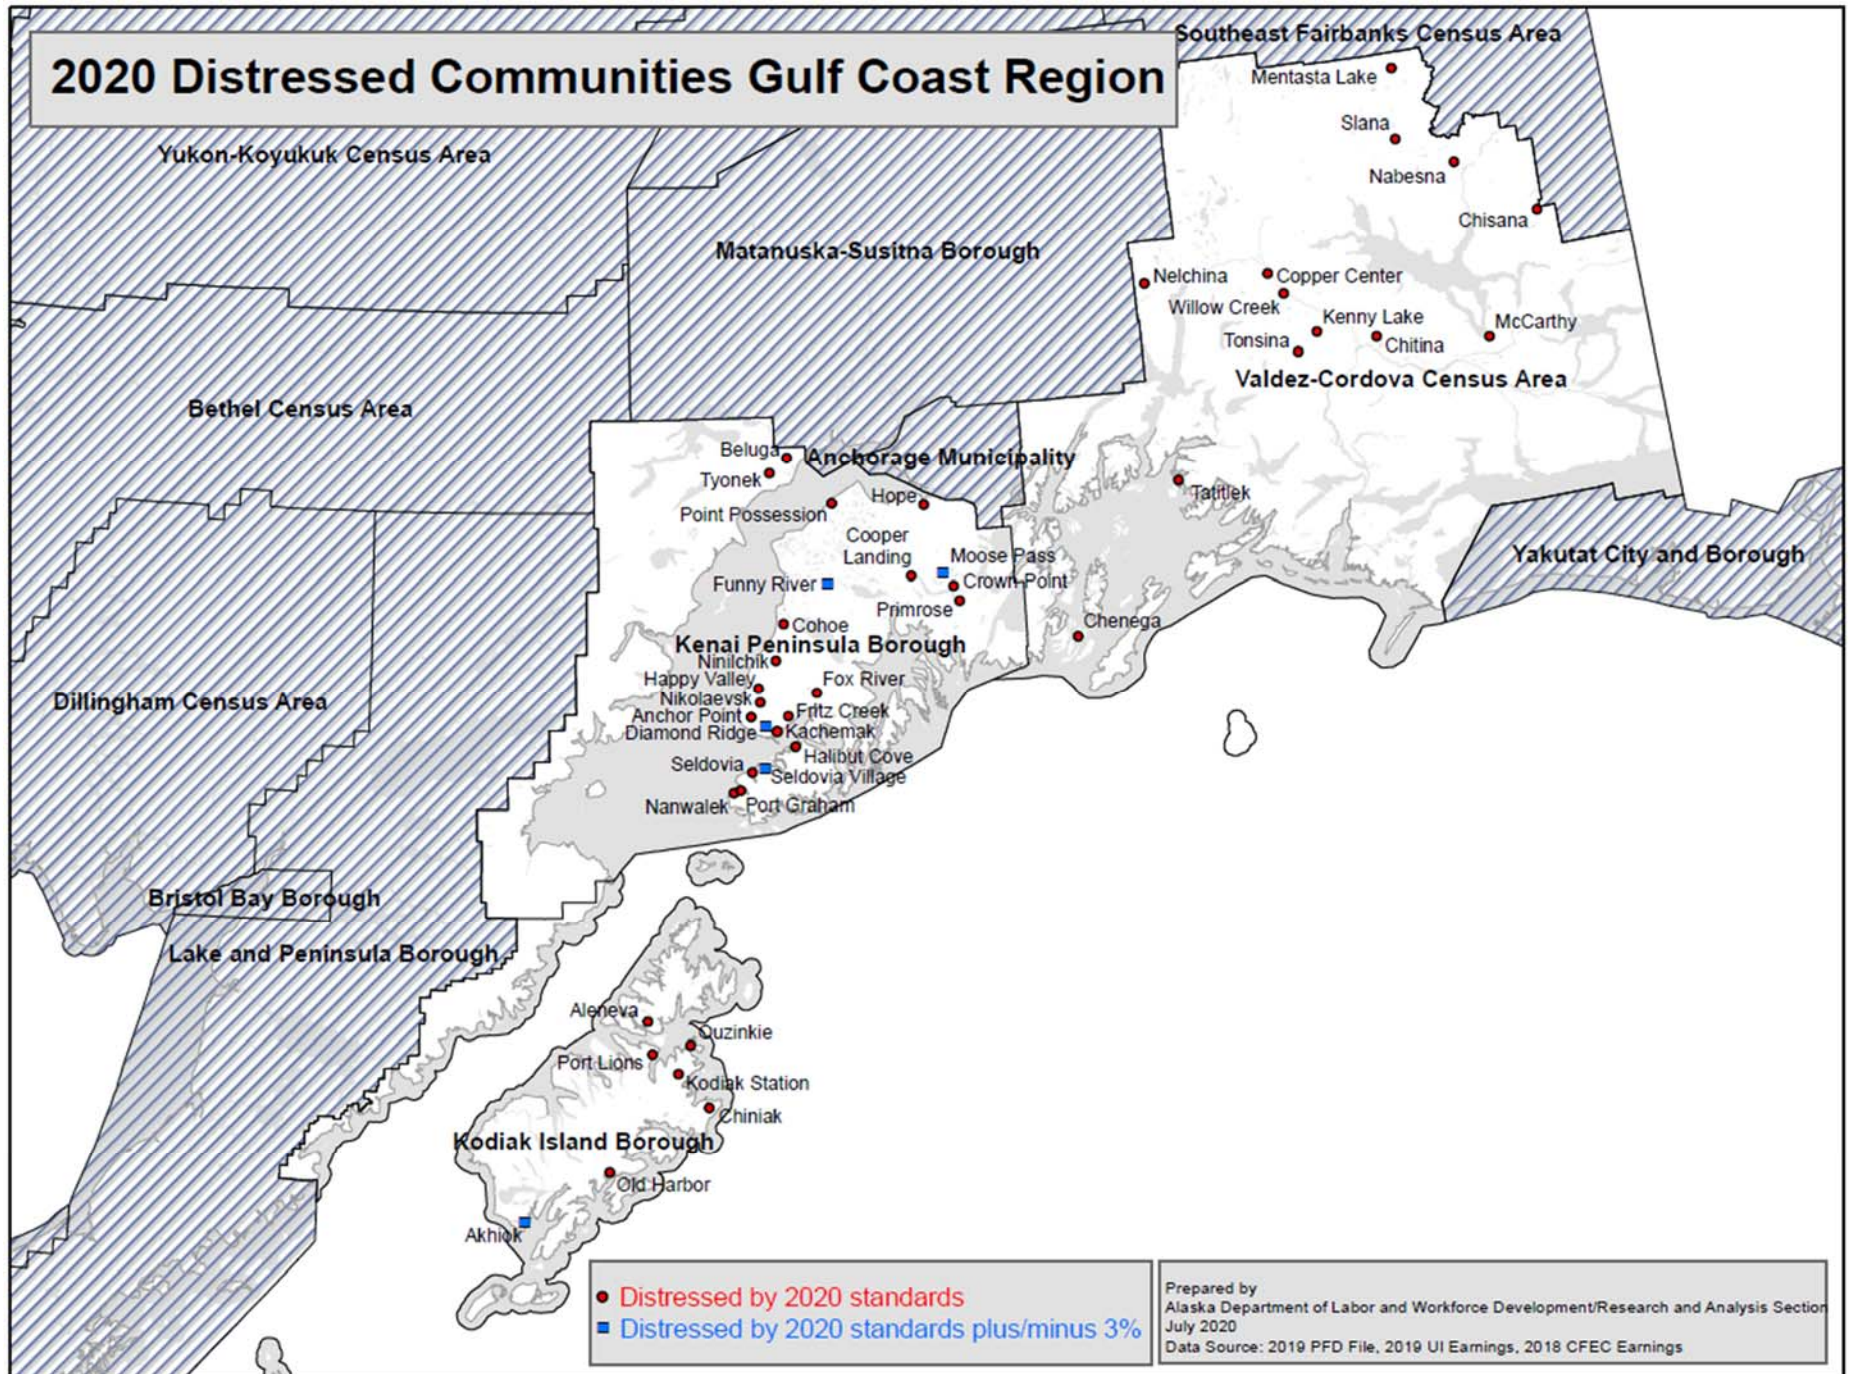 Southeast Fairbanks Census Area
2020 Distressed Communities Gulf Coast Region
Mentasta Lake
Slana
Yukon-Koyukuk Census Area
Nabesna
Chisana
Matanuska-Susitna Borough
Nelchina
Copper Center
Willow Creek
Kenny Lake
McCarthy
Tonsina
Chitina
Valdez-Cordova Census Area
Bethel Census Area
Beluga
Anchorage Municipality
Tyonek
Tatitlek
Hope
Point Possession
Cooper
Landing
Moose Pass
Yakutat City and Borough
Funny River
Crown Point
Primrose
Cohoe
Chenega
Kenai Peninsula Borough
Ninilchik
Happy Valley
Fox River
Nikolaevsk
Dillingham Census Area
Anchor Point
Fritz Creek
Diamond Ridge
Kachemak
Halibut Cove
Seldovia
Seldovia Village
Nanwalek
Port Graham
Bristol Bay Borough
Lake and Peninsula Borough
Aleneva
Ouzinkie
Port Lions
Kodiak Station
Chiniak
Kodiak Island Borough
Old Harbor
Akhiok
Distressed by 2020 standards
Distressed by 2020 standards plus/minus 3%
Prepared by
Alaska Department of Labor and Workforce Development/Research and Analysis Section
July 2020
Data Source: 2019 PFD File, 2019 UI Earnings, 2018 CFEC Earnings